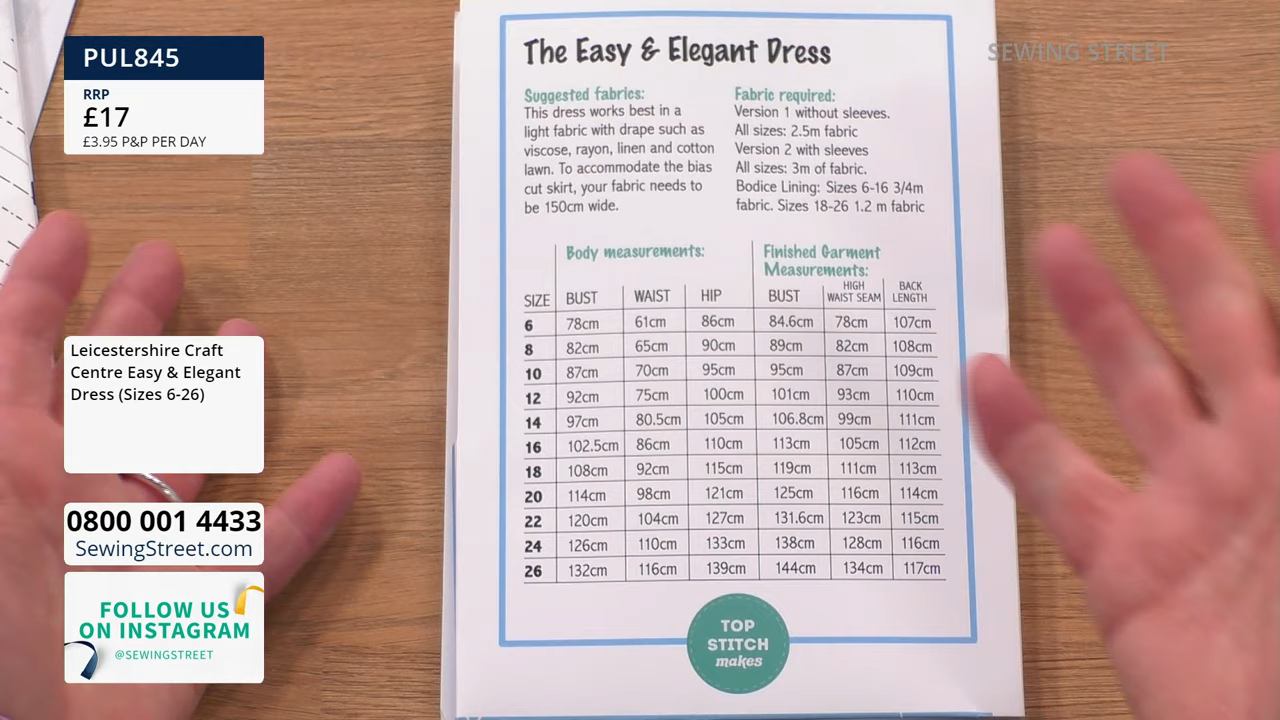 PUL845
RRP
£17
£3.95 P&P PER DAY
Leicestershire Craft
Centre Easy & Elegant
Dress (Sizes 6-26)
0800 001 4433
SewingStreet.com
FOLLOW US
ON INSTAGRAM
@SEWINGSTREET
SEWING STREET
The Easy & Elegant Dress
Suggested fabrics:
This dress works best in a
light fabric with drape such as
viscose, rayon, linen and cotton
lawn. To accommodate the bias
cut skirt, your fabric needs to
be 150cm wide.
Fabric required:
Version 1 without sleeves.
All sizes: 2.5m fabric
Version 2 with sleeves
All sizes: 3m of fabric.
Bodice Lining: Sizes 6-16 3/4m
fabric. Sizes 18-26 1.2 m fabric
Body measurements:
Finished Garment
Measurements:
SIZE BUST WAIST HIP BUST HIGH WAIST SEAM BACK LENGTH
6 78cm 61cm 86cm 84.6cm 78cm 107cm
8 82cm 65cm 90cm 89cm 82cm 108cm
10 87cm 70cm 95cm 95cm 87cm 109cm
12 92cm 75cm 100cm 101cm 93cm 110cm
14 97cm 80.5cm 105cm 106.8cm 99cm 111cm
16 102.5cm 86cm 110cm 113cm 105cm 112cm
18 108cm 92cm 115cm 119cm 111cm 113cm
20 114cm 98cm 121cm 125cm 116cm 114cm
22 120cm 104cm 127cm 131.6cm 123cm 115cm
24 126cm 110cm 133cm 138cm 128cm 116cm
26 132cm 116cm 139cm 144cm 134cm 117cm
TOP
STITCH
makes